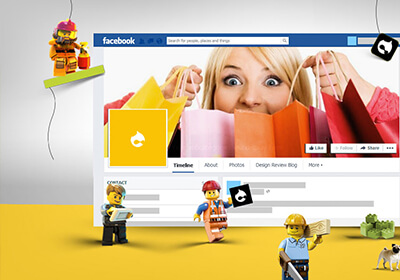 facebook
Search for people, places and things
Like Follow Share
Timeline About Photos Design Review Blog More
CONTACT